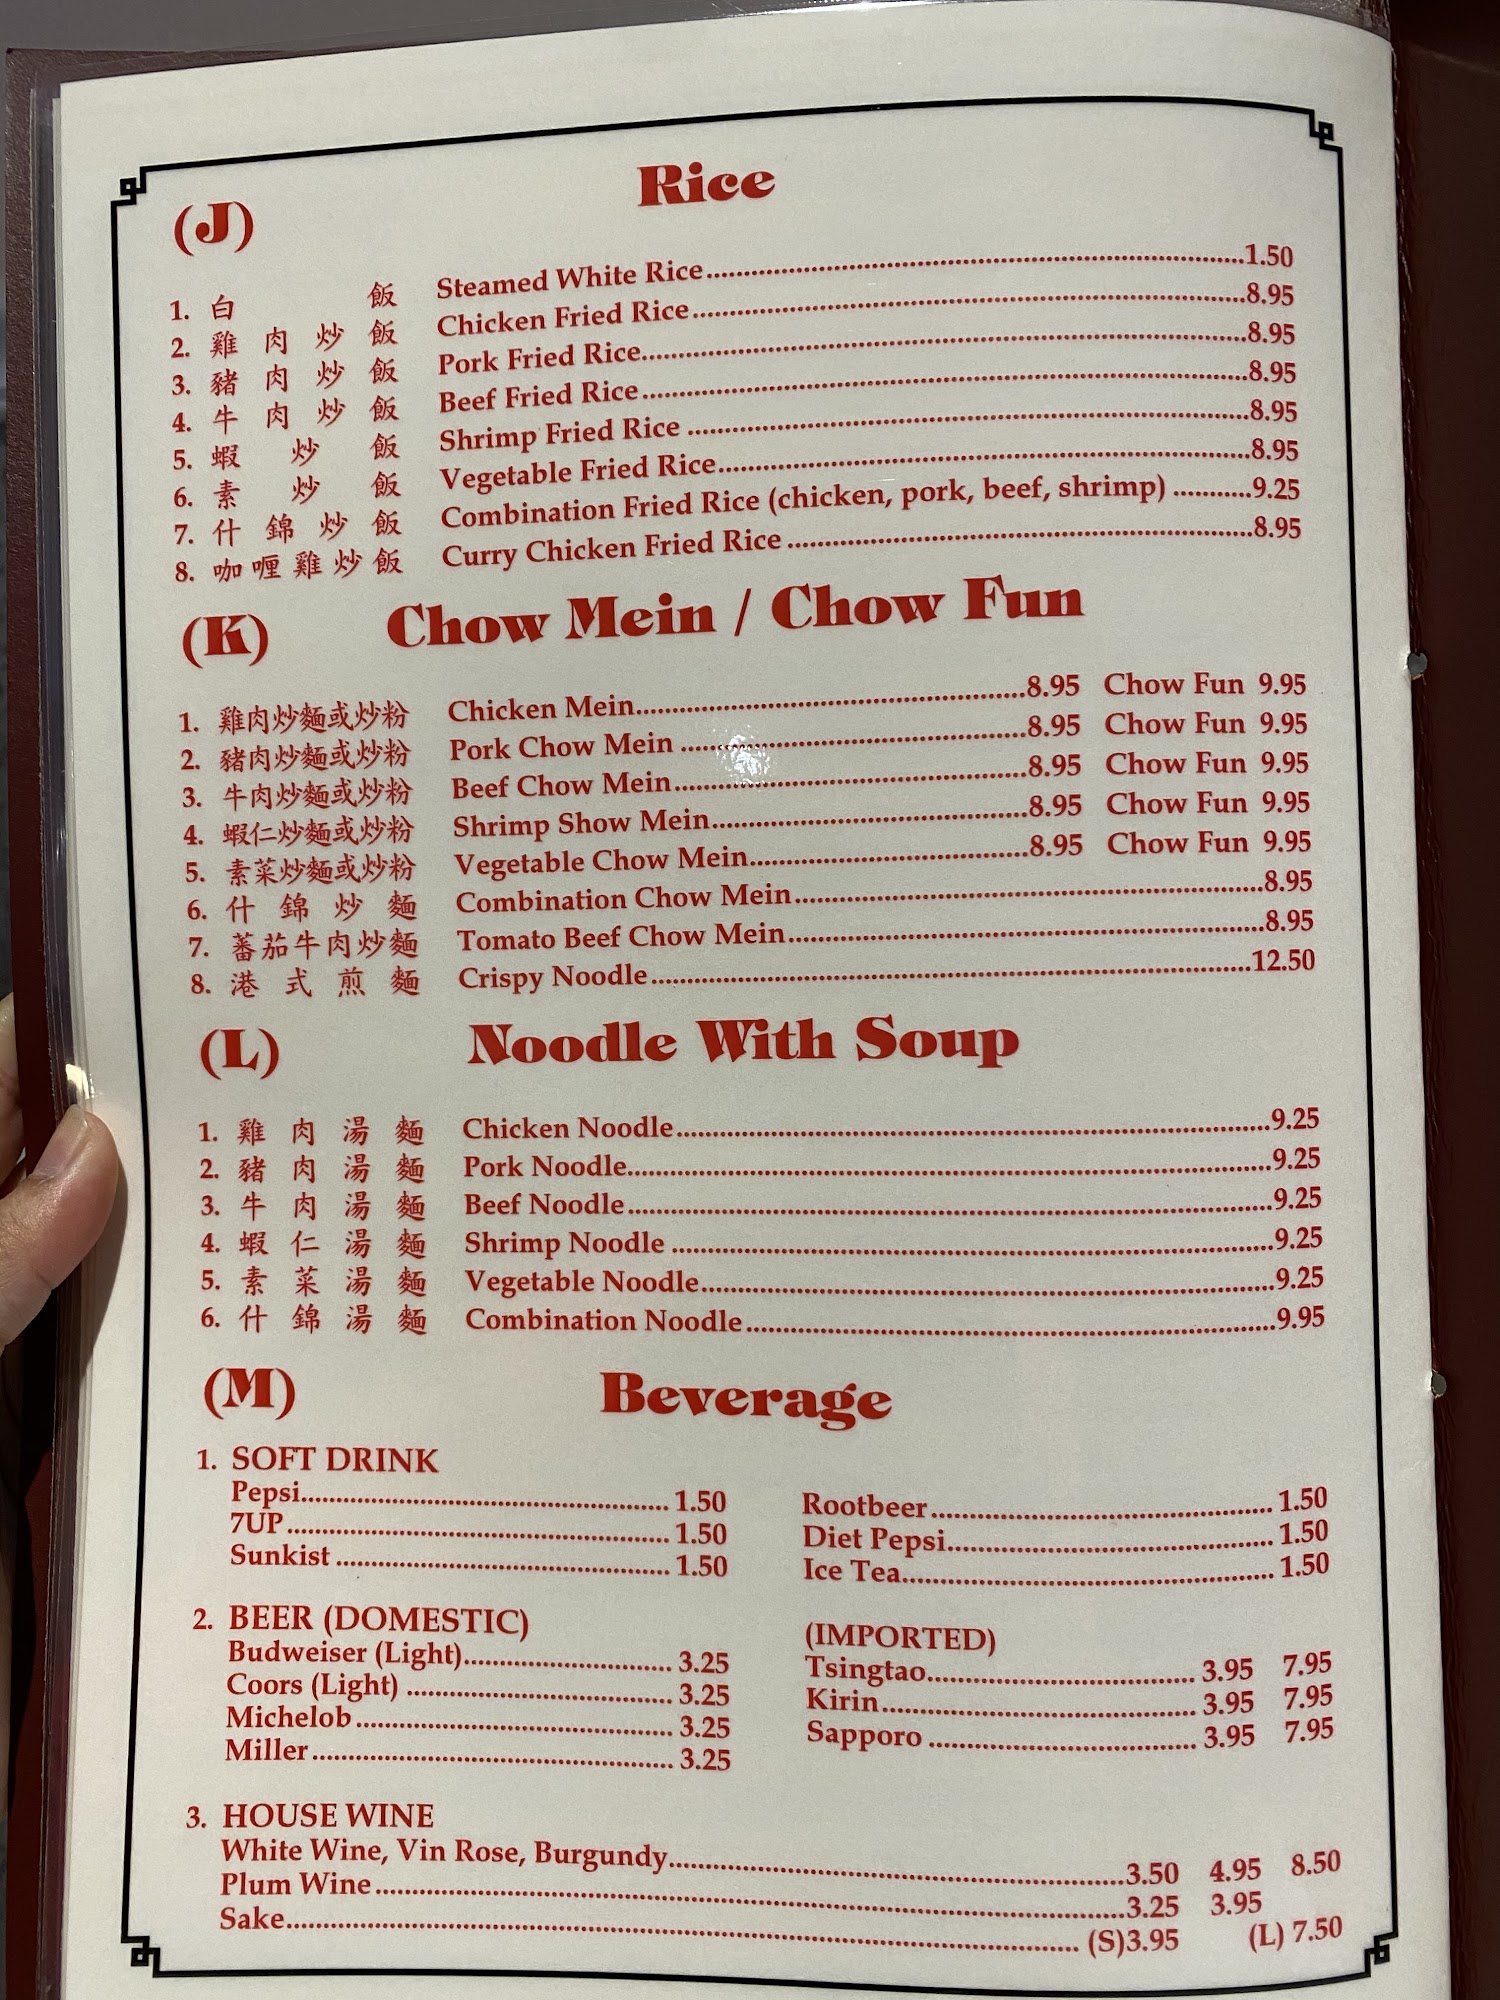 (J) Rice
1. 白飯 Steamed White Rice 1.50
2. 雞肉炒飯 Chicken Fried Rice 8.95
3. 豬肉炒飯 Pork Fried Rice 8.95
4. 牛肉炒飯 Beef Fried Rice 8.95
5. 蝦炒飯 Shrimp Fried Rice 8.95
6. 素炒飯 Vegetable Fried Rice 8.95
7. 什錦炒飯 Combination Fried Rice (chicken, pork, beef, shrimp) 9.25
8. 咖喱雞炒飯 Curry Chicken Fried Rice 8.95
(K) Chow Mein / Chow Fun
1. 雞肉炒麵或炒粉 Chicken Mein 8.95 Chow Fun 9.95
2. 豬肉炒麵或炒粉 Pork Chow Mein 8.95 Chow Fun 9.95
3. 牛肉炒麵或炒粉 Beef Chow Mein 8.95 Chow Fun 9.95
4. 蝦仁炒麵或炒粉 Shrimp Show Mein 8.95 Chow Fun 9.95
5. 素菜炒麵或炒粉 Vegetable Chow Mein 8.95 Chow Fun 9.95
6. 什錦炒麵 Combination Chow Mein 8.95
7. 蕃茄牛肉炒麵 Tomato Beef Chow Mein 8.95
8. 港式煎麵 Crispy Noodle 12.50
(L) Noodle With Soup
1. 雞肉湯麵 Chicken Noodle 9.25
2. 豬肉湯麵 Pork Noodle 9.25
3. 牛肉湯麵 Beef Noodle 9.25
4. 蝦仁湯麵 Shrimp Noodle 9.25
5. 素菜湯麵 Vegetable Noodle 9.25
6. 什錦湯麵 Combination Noodle 9.95
(M) Beverage
1. SOFT DRINK
Pepsi 1.50 Rootbeer 1.50
7UP 1.50 Diet Pepsi 1.50
Sunkist 1.50 Ice Tea 1.50
2. BEER (DOMESTIC) (IMPORTED)
Budweiser (Light) 3.25 Tsingtao 3.95 7.95
Coors (Light) 3.25 Kirin 3.95 7.95
Michelob 3.25 Sapporo 3.95 7.95
Miller 3.25
3. HOUSE WINE
White Wine, Vin Rose, Burgundy 3.50 4.95 8.50
Plum Wine 3.25 3.95
Sake (S)3.95 (L) 7.50